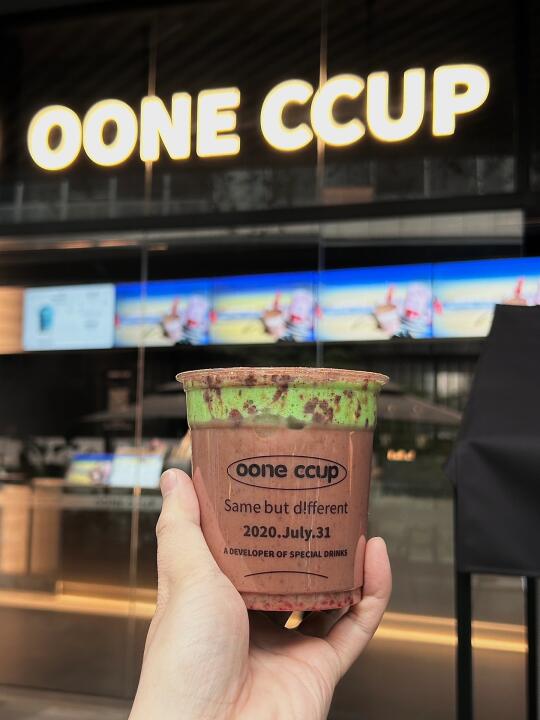 OONE CCUP
oone ccup
Same but d!fferent
2020.July.31
A DEVELOPER OF SPECIAL DRINKS